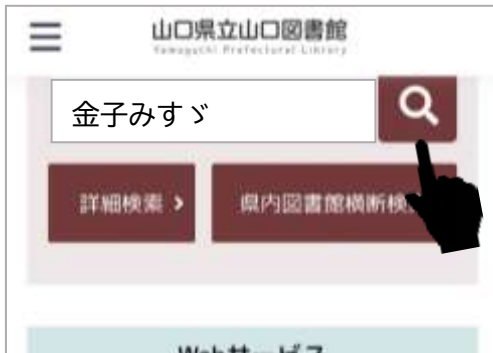 山口県立山口図書館
Yamaguchi Prefectural Library
金子みすゞ
詳細検索 >
県内図書館横断検
Webサービス